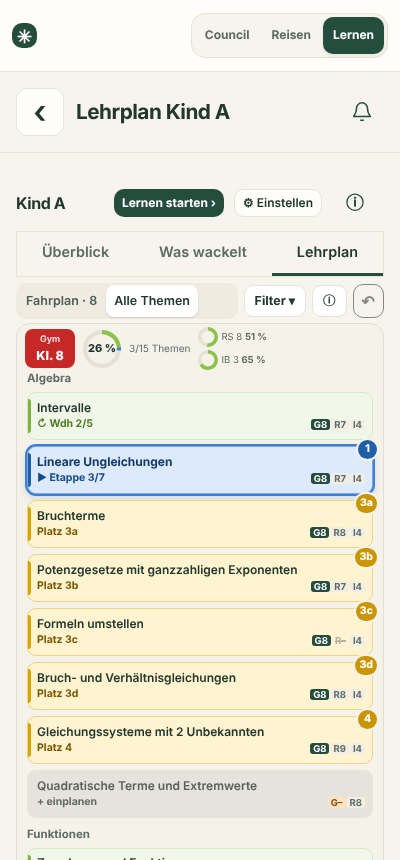 Council Reisen Lernen
‹ Lehrplan Kind A
Kind A Lernen starten › ⚙ Einstellen ⓘ
Überblick Was wackelt Lehrplan
Fahrplan · 8 Alle Themen Filter ▾ ⓘ ↶
Gym
Kl. 8
26 %
3/15 Themen
RS 8 51 %
IB 3 65 %
Algebra
Intervalle
↻ Wdh 2/5
G8 R7 I4
1
Lineare Ungleichungen
▶ Etappe 3/7
G8 R7 I4
3a
Bruchterme
Platz 3a
G8 R8 I4
3b
Potenzgesetze mit ganzzahligen Exponenten
Platz 3b
G8 R7 I4
3c
Formeln umstellen
Platz 3c
G8 R– I4
3d
Bruch- und Verhältnisgleichungen
Platz 3d
G8 R8 I4
4
Gleichungssysteme mit 2 Unbekannten
Platz 4
G8 R9 I4
Quadratische Terme und Extremwerte
+ einplanen
G– R8
Funktionen